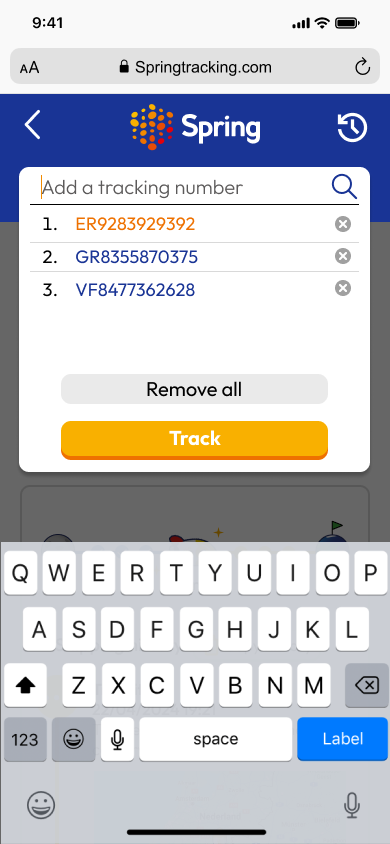 9:41
AA
Springtracking.com
Spring
Add a tracking number
1. ER9283929392
2. GR8355870375
3. VF8477362628
Remove all
Track
Q W E R T Y U I O P
A S D F G H J K L
Z X C V B N M
123 space Label